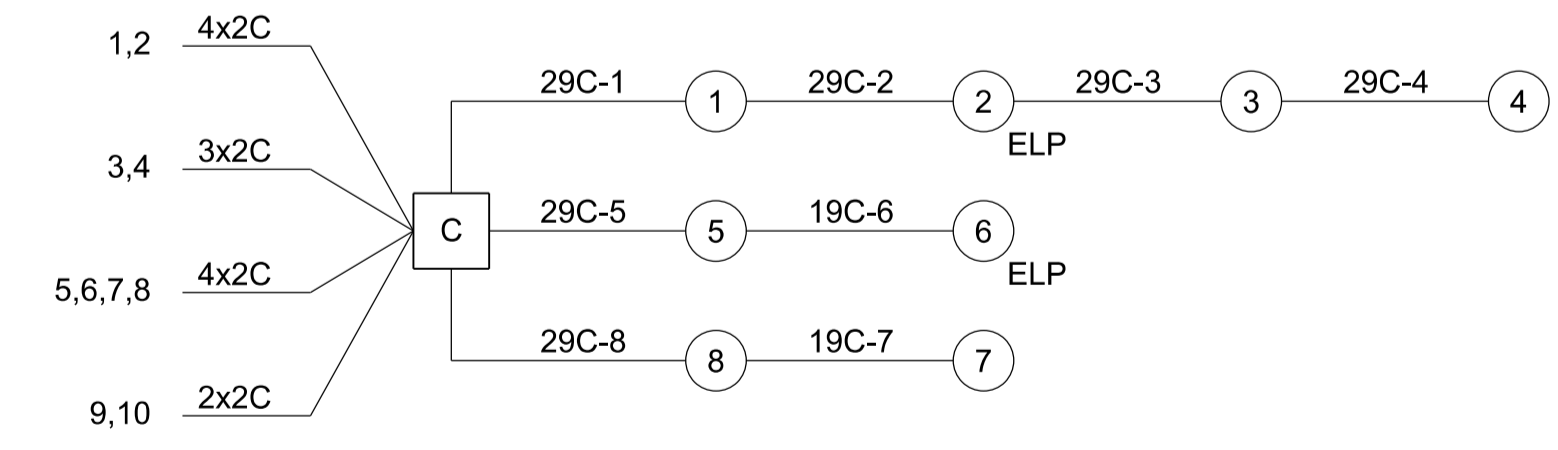 1,2 4x2C
3,4 3x2C
5,6,7,8 4x2C
9,10 2x2C
C
29C-1 1 29C-2 2 29C-3 3 29C-4 4
ELP
29C-5 5 19C-6 6
ELP
29C-8 8 19C-7 7